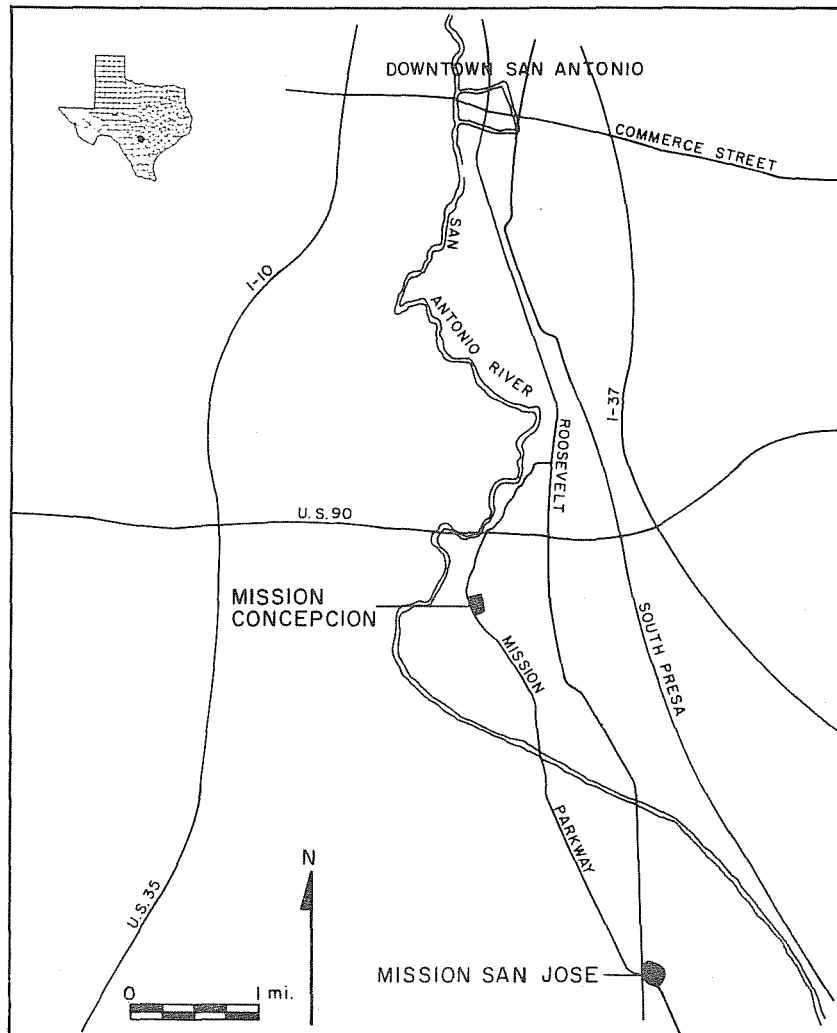 DOWNTOWN SAN ANTONIO
COMMERCE STREET
SAN
ANTONIO RIVER
I-10
I-37
ROOSEVELT
U.S. 90
MISSION
CONCEPCION
MISSION
SOUTH PRESA
PARKWAY
U.S. 35
N
0 1 mi.
MISSION SAN JOSE